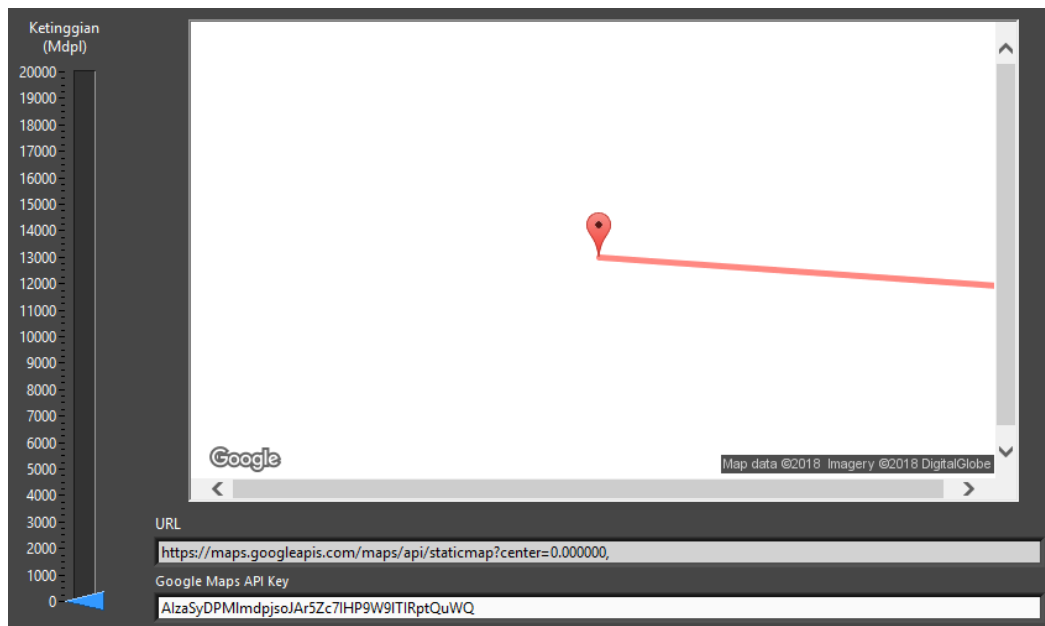 Ketinggian
(Mdpl)
20000
19000
18000
17000
16000
15000
14000
13000
12000
11000
10000
9000
8000
7000
6000
5000
4000
3000
2000
1000
0
Google
Map data ©2018 Imagery ©2018 DigitalGlobe
URL
https://maps.googleapis.com/maps/api/staticmap?center=0.000000,
Google Maps API Key
AIzaSyDPMImdpjsoJAr5Zc7IHP9W9ITIRptQuWQ